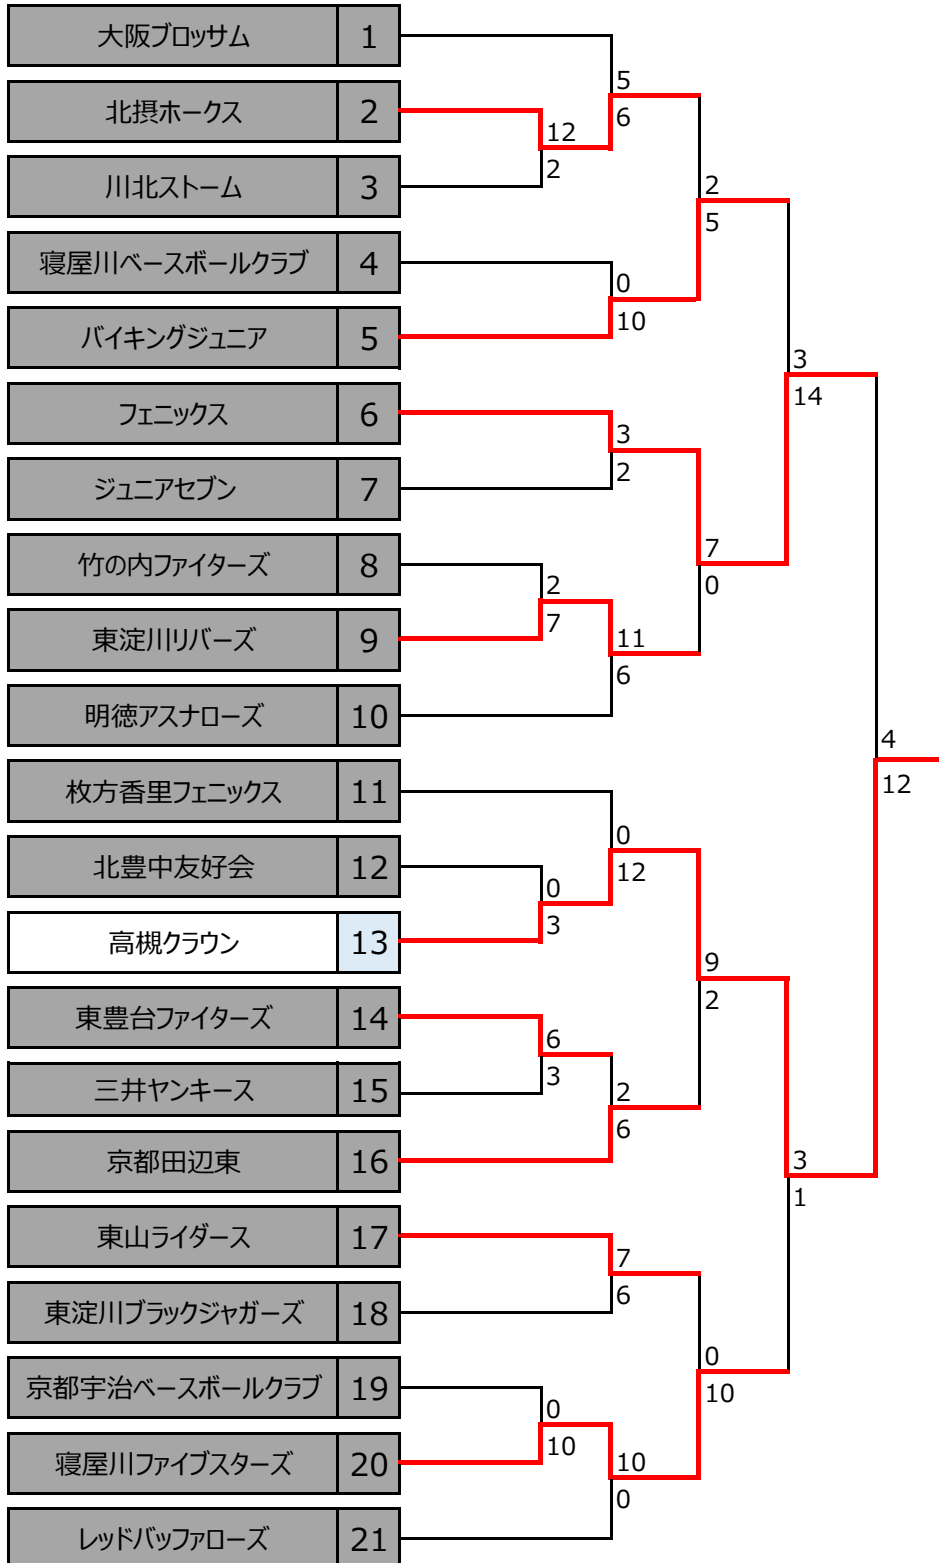 大阪ブロッサム 1
5
北摂ホークス 2
6
12
2
川北ストーム 3
2
5
寝屋川ベースボールクラブ 4
0
10
バイキングジュニア 5
3
14
フェニックス 6
3
2
ジュニアセブン 7
7
0
竹の内ファイターズ 8
2
7
東淀川リバーズ 9
11
6
明徳アスナローズ 10
4
12
枚方香里フェニックス 11
0
12
北豊中友好会 12
0
3
高槻クラウン 13
9
2
東豊台ファイターズ 14
6
3
三井ヤンキース 15
2
6
京都田辺東 16
3
1
東山ライダース 17
7
6
東淀川ブラックジャガーズ 18
0
10
京都宇治ベースボールクラブ 19
0
10
寝屋川ファイブスターズ 20
10
0
レッドバッファローズ 21